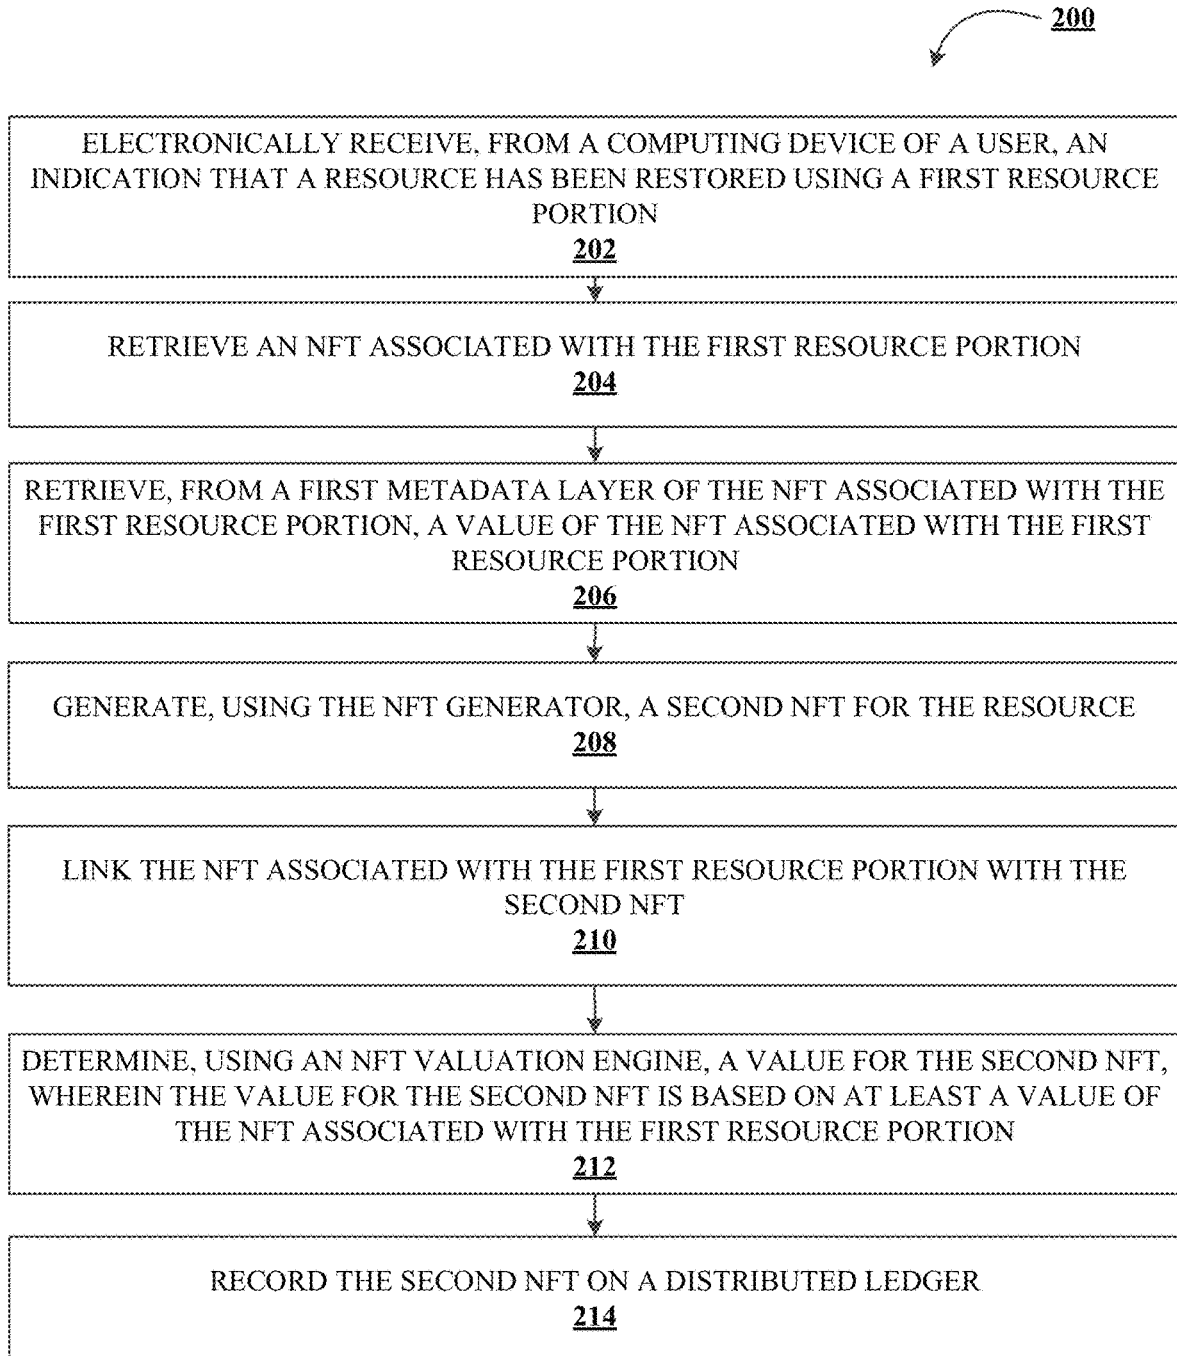 200
ELECTRONICALLY RECEIVE, FROM A COMPUTING DEVICE OF A USER, AN
INDICATION THAT A RESOURCE HAS BEEN RESTORED USING A FIRST RESOURCE
PORTION
202
RETRIEVE AN NFT ASSOCIATED WITH THE FIRST RESOURCE PORTION
204
RETRIEVE, FROM A FIRST METADATA LAYER OF THE NFT ASSOCIATED WITH THE
FIRST RESOURCE PORTION, A VALUE OF THE NFT ASSOCIATED WITH THE FIRST
RESOURCE PORTION
206
GENERATE, USING THE NFT GENERATOR, A SECOND NFT FOR THE RESOURCE
208
LINK THE NFT ASSOCIATED WITH THE FIRST RESOURCE PORTION WITH THE
SECOND NFT
210
DETERMINE, USING AN NFT VALUATION ENGINE, A VALUE FOR THE SECOND NFT,
WHEREIN THE VALUE FOR THE SECOND NFT IS BASED ON AT LEAST A VALUE OF
THE NFT ASSOCIATED WITH THE FIRST RESOURCE PORTION
212
RECORD THE SECOND NFT ON A DISTRIBUTED LEDGER
214